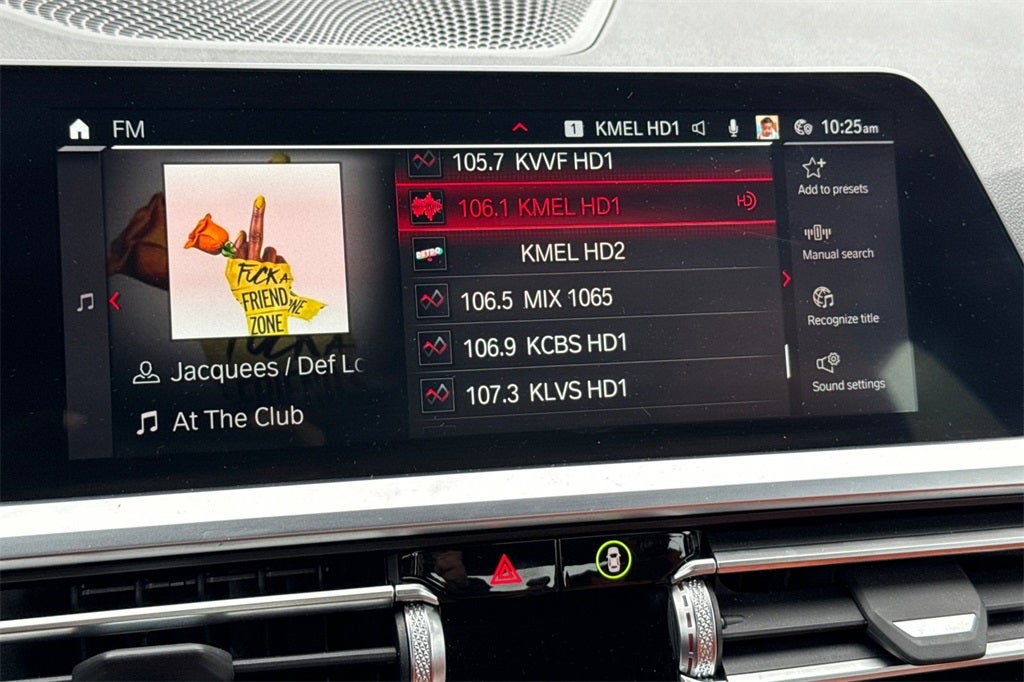 FM
1 KMEL HD1 10:25am
FUCK A
FRIEND
ZONE
Jacquees / Def Lo
At The Club
105.7 KVVF HD1
106.1 KMEL HD1
HD
RETRO
KMEL HD2
106.5 MIX 1065
106.9 KCBS HD1
107.3 KLVS HD1
Add to presets
Manual search
Recognize title
Sound settings